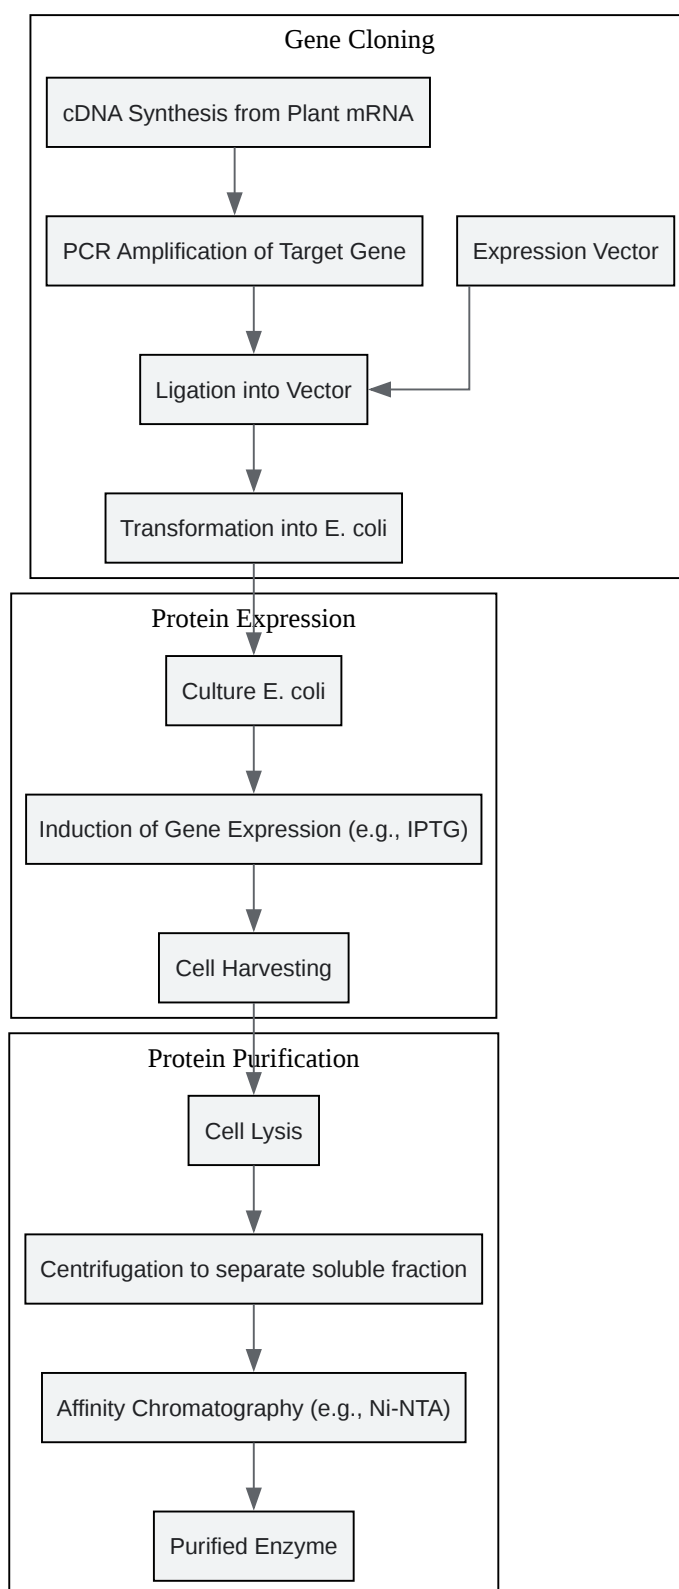 Gene Cloning
cDNA Synthesis from Plant mRNA
PCR Amplification of Target Gene
Expression Vector
Ligation into Vector
Transformation into E. coli
Protein Expression
Culture E. coli
Induction of Gene Expression (e.g., IPTG)
Cell Harvesting
Protein Purification
Cell Lysis
Centrifugation to separate soluble fraction
Affinity Chromatography (e.g., Ni-NTA)
Purified Enzyme